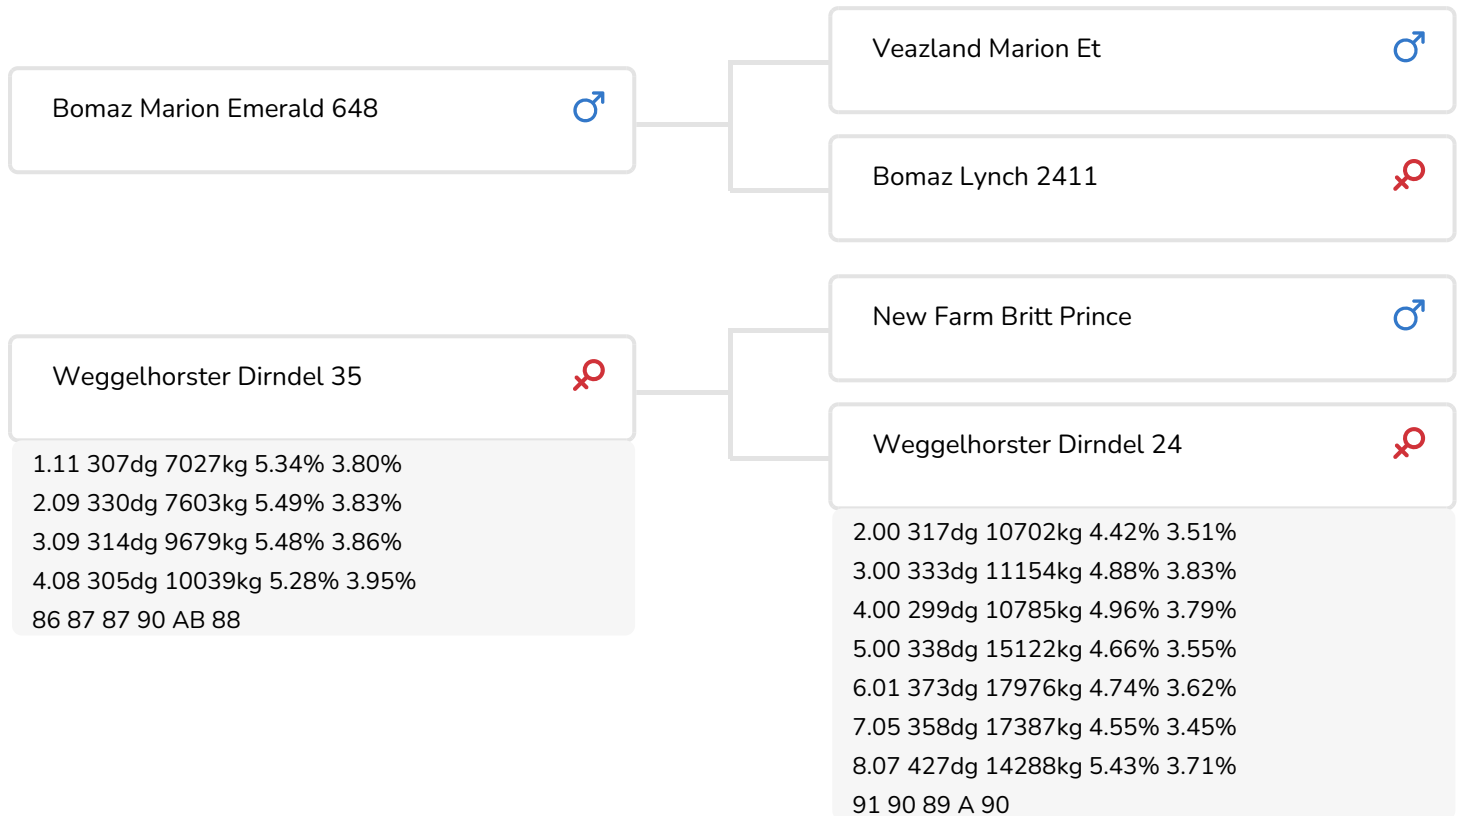 Bomaz Marion Emerald 648
Veazland Marion Et
Bomaz Lynch 2411
Weggelhorster Dirndel 35
1.11 307dg 7027kg 5.34% 3.80%
2.09 330dg 7603kg 5.49% 3.83%
3.09 314dg 9679kg 5.48% 3.86%
4.08 305dg 10039kg 5.28% 3.95%
86 87 87 90 AB 88
New Farm Britt Prince
Weggelhorster Dirndel 24
2.00 317dg 10702kg 4.42% 3.51%
3.00 333dg 11154kg 4.88% 3.83%
4.00 299dg 10785kg 4.96% 3.79%
5.00 338dg 15122kg 4.66% 3.55%
6.01 373dg 17976kg 4.74% 3.62%
7.05 358dg 17387kg 4.55% 3.45%
8.07 427dg 14288kg 5.43% 3.71%
91 90 89 A 90